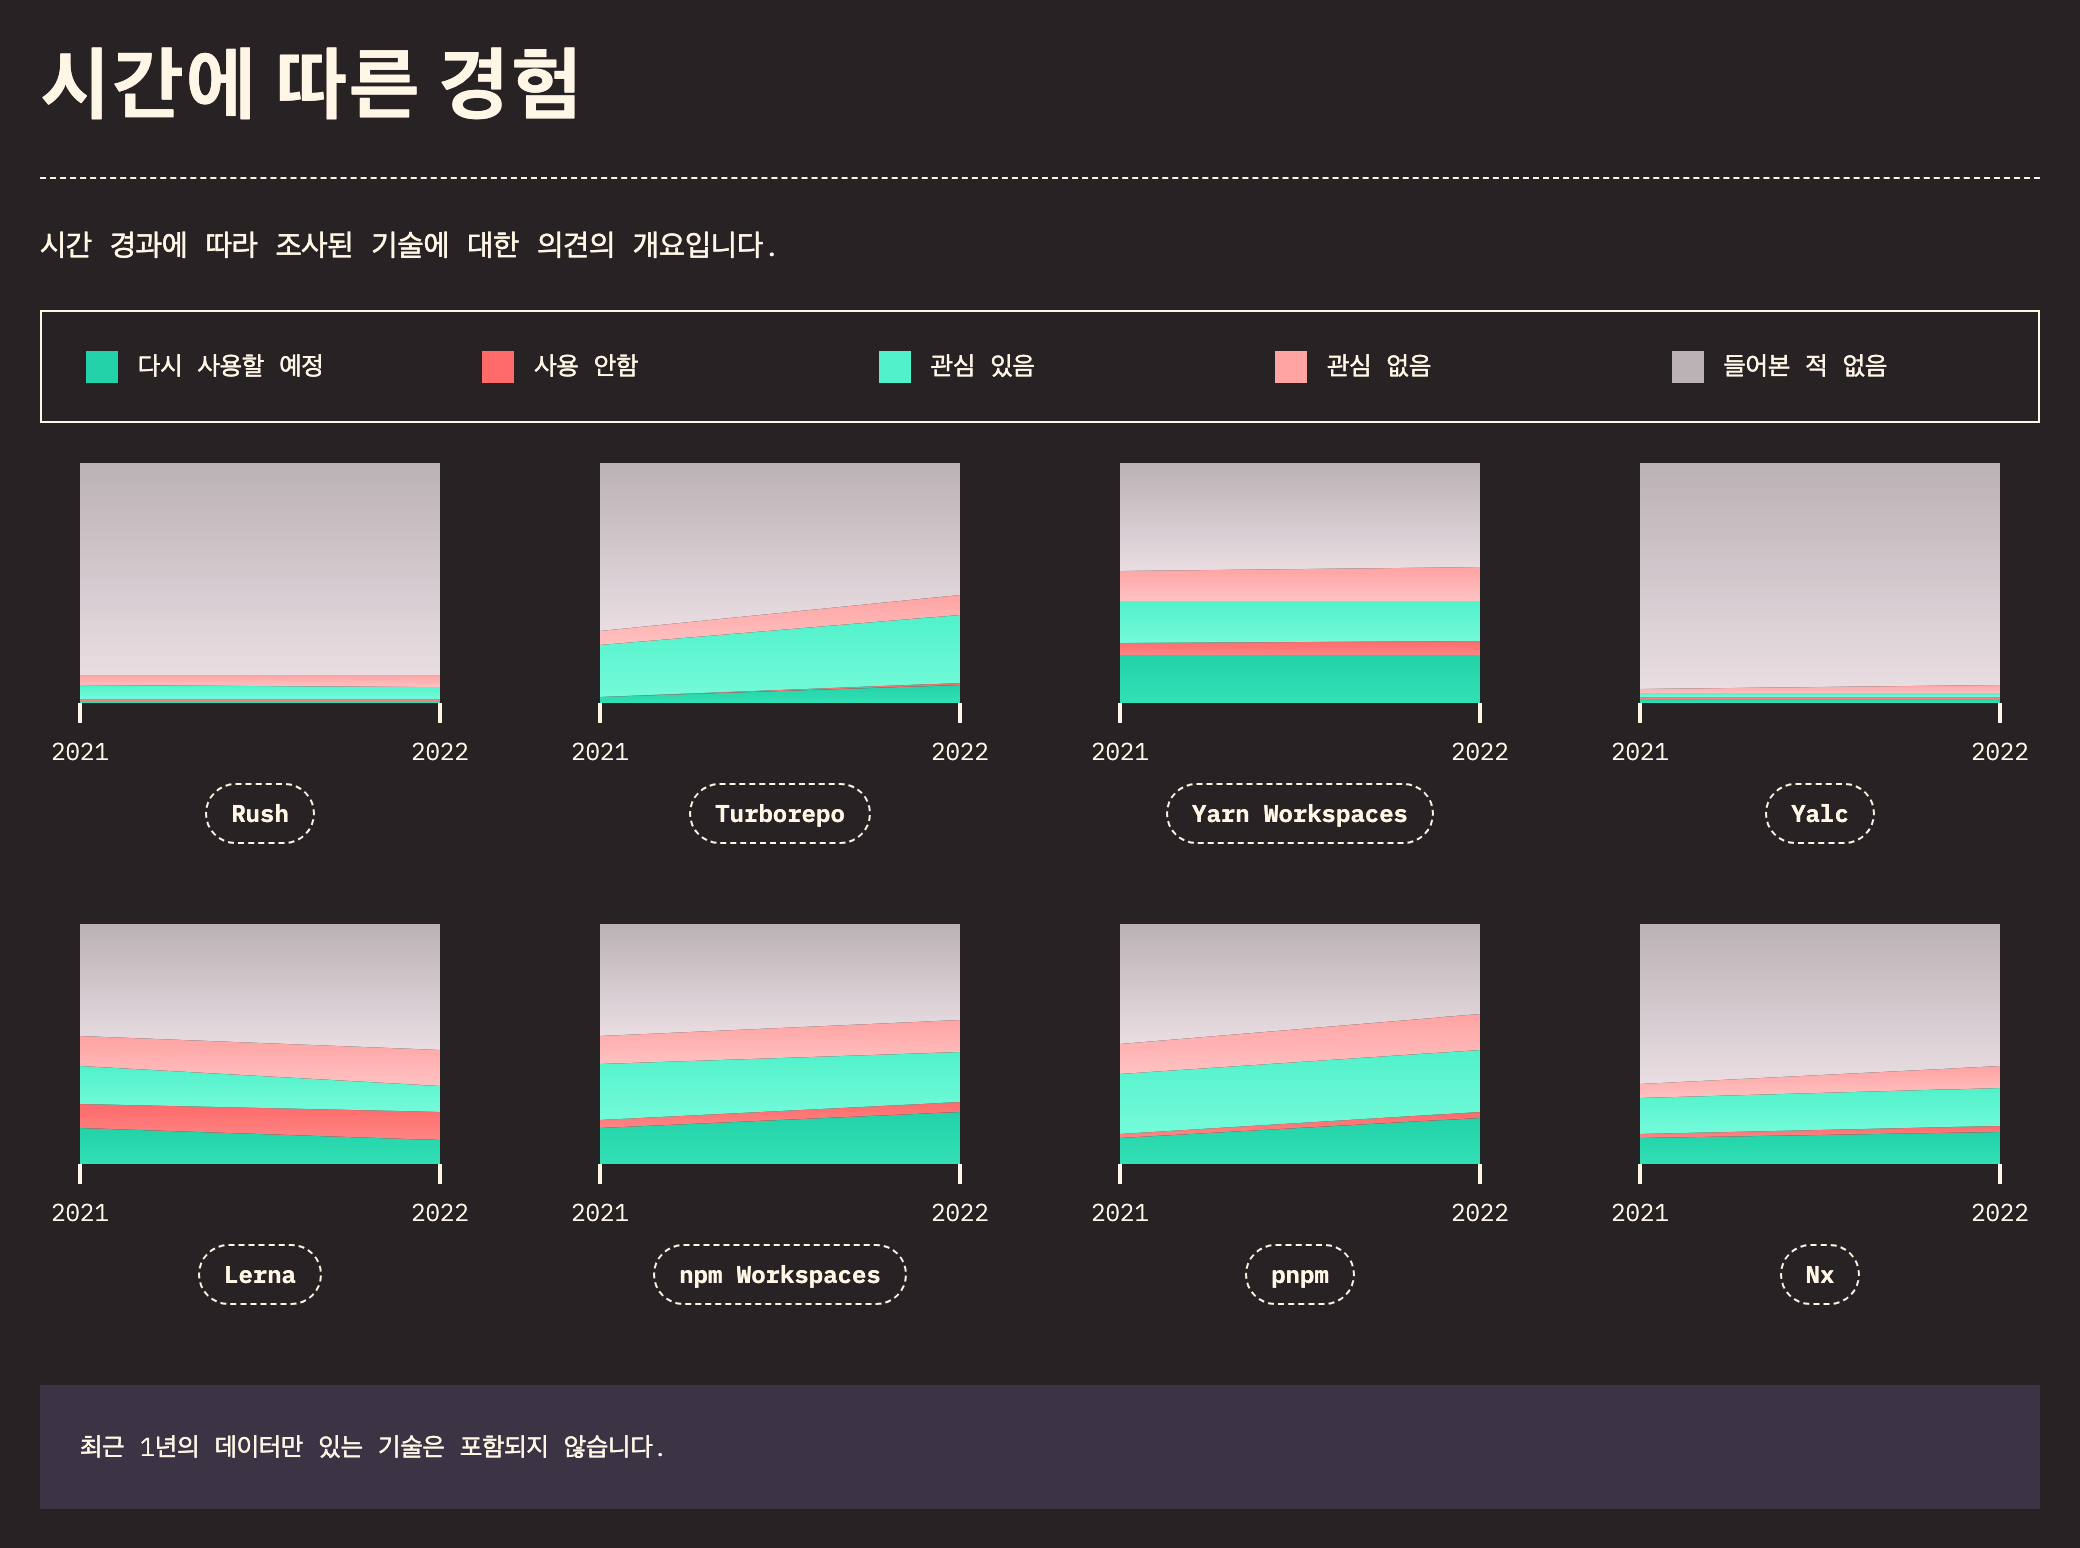 시간에 따른 경험
시간 경과에 따라 조사된 기술에 대한 의견의 개요입니다.
다시 사용할 예정 사용 안함 관심 있음 관심 없음 들어본 적 없음
2021 2022 2021 2022 2021 2022 2021 2022
Rush Turborepo Yarn Workspaces Yalc
2021 2022 2021 2022 2021 2022 2021 2022
Lerna npm Workspaces pnpm Nx
최근 1년의 데이터만 있는 기술은 포함되지 않습니다.